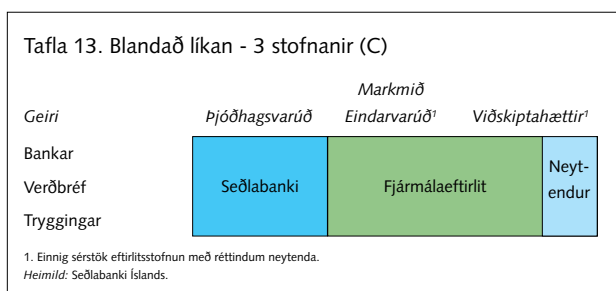 Tafla 13. Blandað líkan - 3 stofnanir (C)
Markmið
Geiri Þjóðhagsvarúð Eindarvarúð¹ Viðskiptahættir¹
Bankar
Verðbréf Seðlabanki Fjármálaeftirlit Neyt-
endur
Tryggingar
1. Einnig sérstök eftirlitsstofnun með réttindum neytenda.
Heimild: Seðlabanki Íslands.